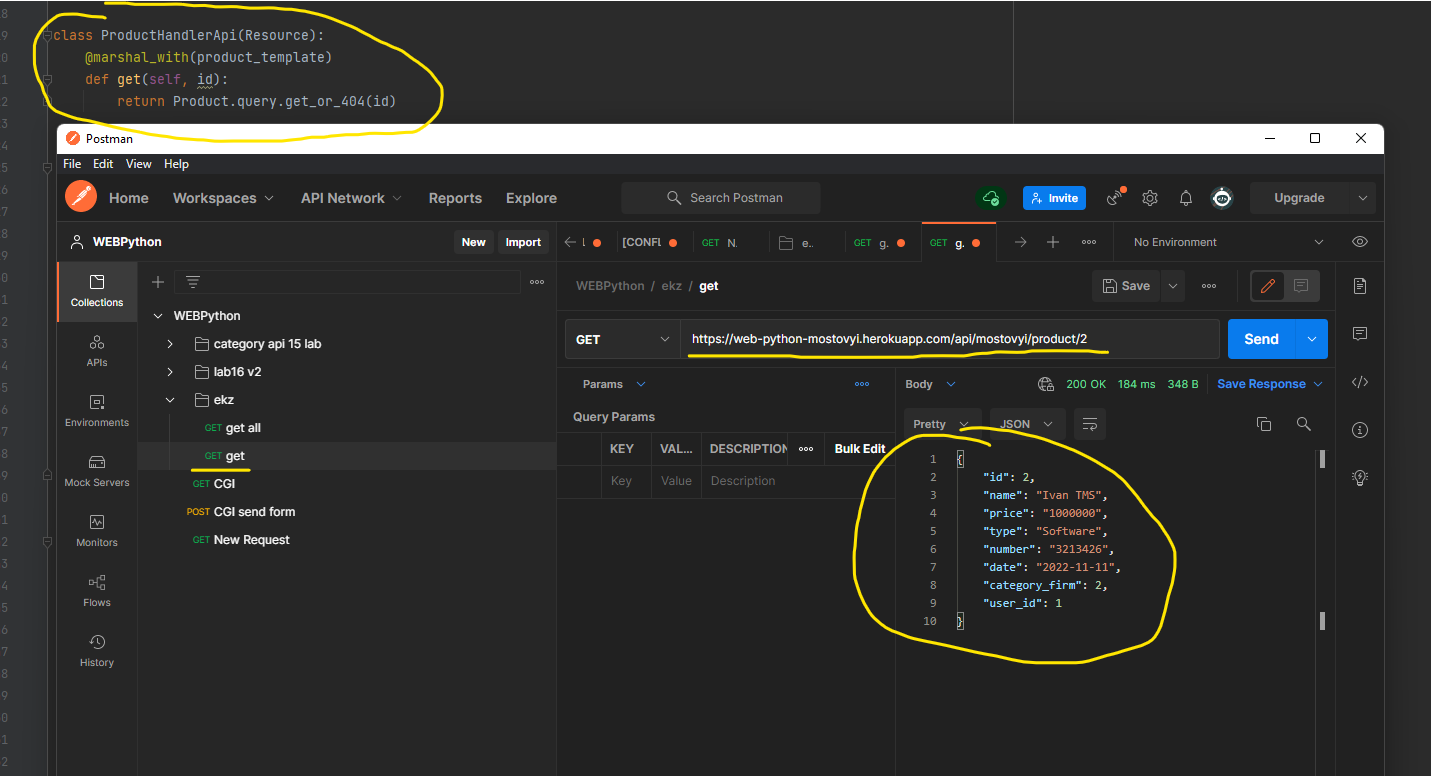 class ProductHandlerApi(Resource):
@marshal_with(product_template)
def get(self, id):
return Product.query.get_or_404(id)
Postman
File Edit View Help
Home Workspaces API Network Reports Explore
Search Postman
Invite
Upgrade
WEBPython
New Import
[CONFL
GET N.
e..
GET g.
GET g.
No Environment
Collections
APIs
Environments
Mock Servers
Monitors
Flows
History
WEBPython
category api 15 lab
lab16 v2
ekz
GET get all
GET get
GET CGI
POST CGI send form
GET New Request
WEBPython / ekz / get
Save
GET
https://web-python-mostovyi.herokuapp.com/api/mostovyi/product/2
Send
Params
Query Params
KEY VAL... DESCRIPTION Bulk Edit
Key Value Description
Body
200 OK 184 ms 348 B Save Response
Pretty JSON
1 {
2 "id": 2,
3 "name": "Ivan TMS",
4 "price": "1000000",
5 "type": "Software",
6 "number": "3213426",
7 "date": "2022-11-11",
8 "category_firm": 2,
9 "user_id": 1
10 }